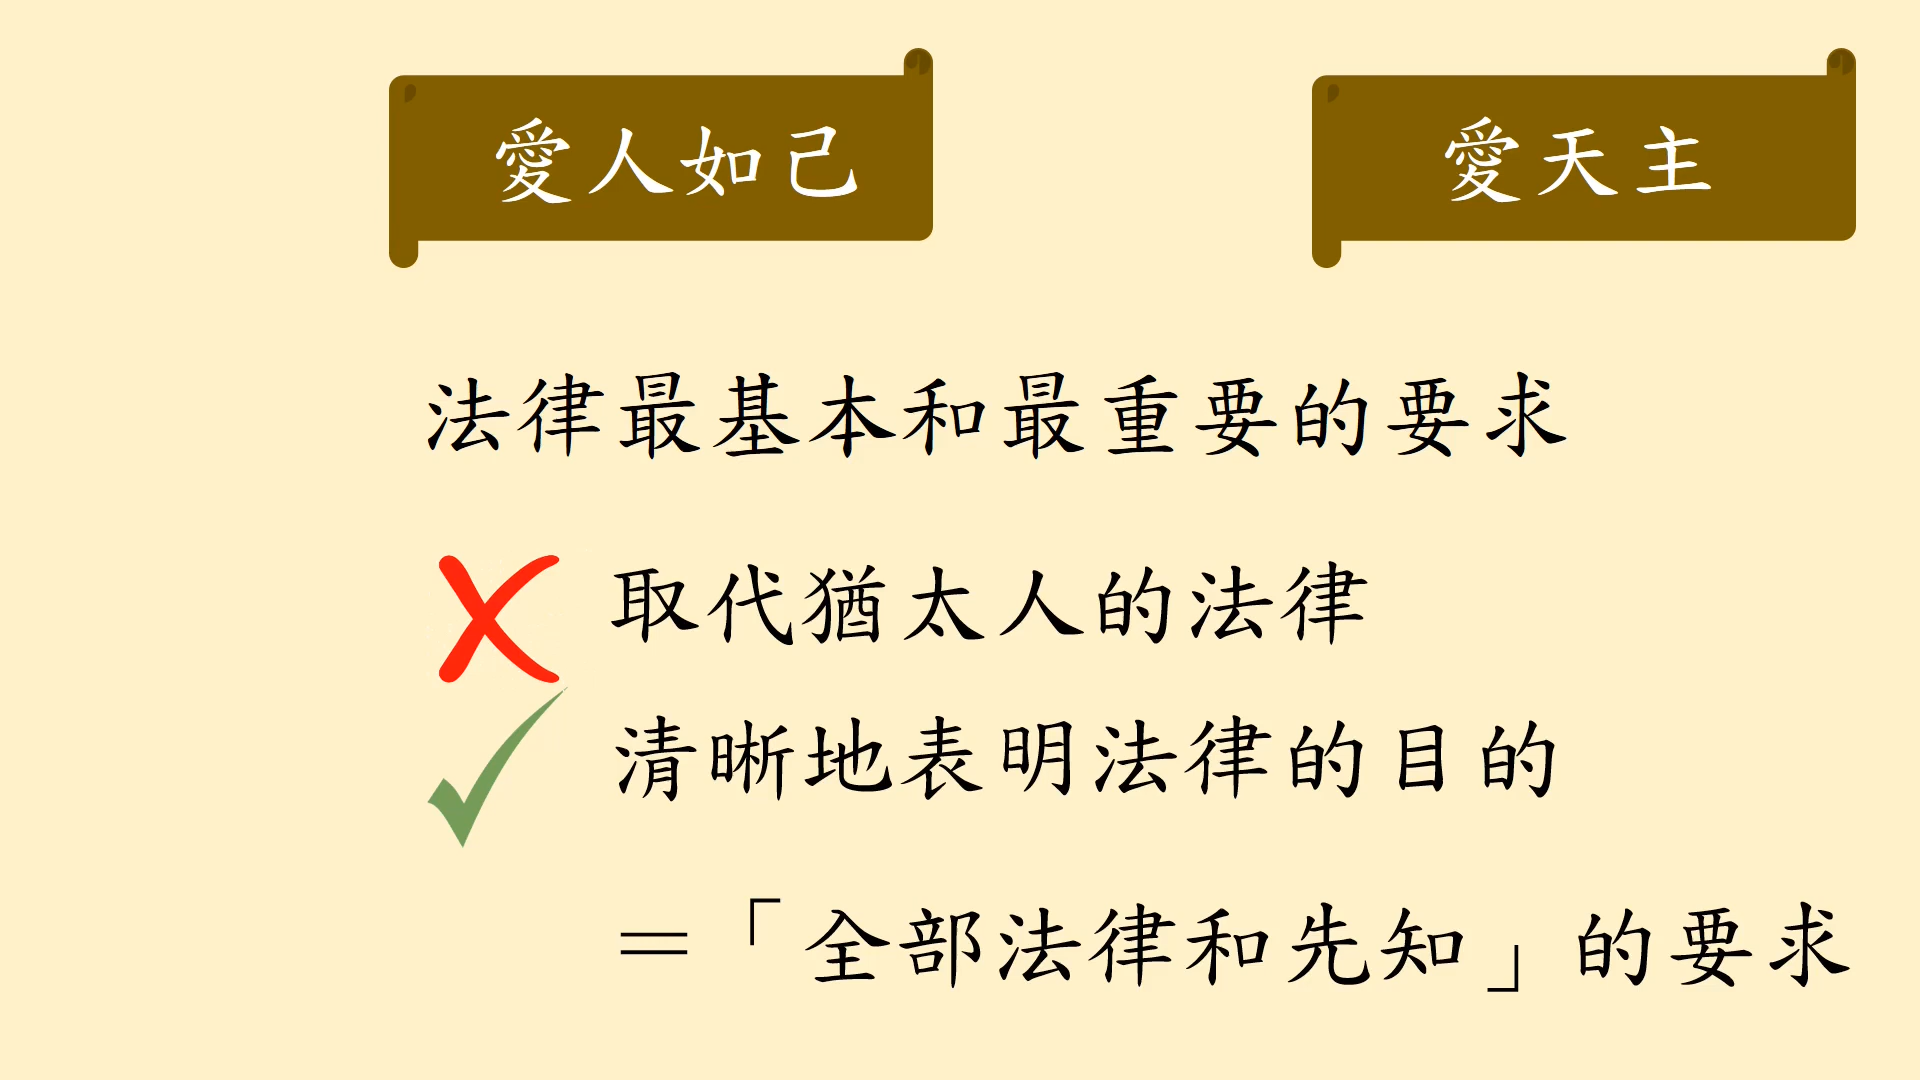 愛人如己
愛天主
法律最基本和最重要的要求
取代猶太人的法律
清晰地表明法律的目的
=「全部法律和先知」的要求